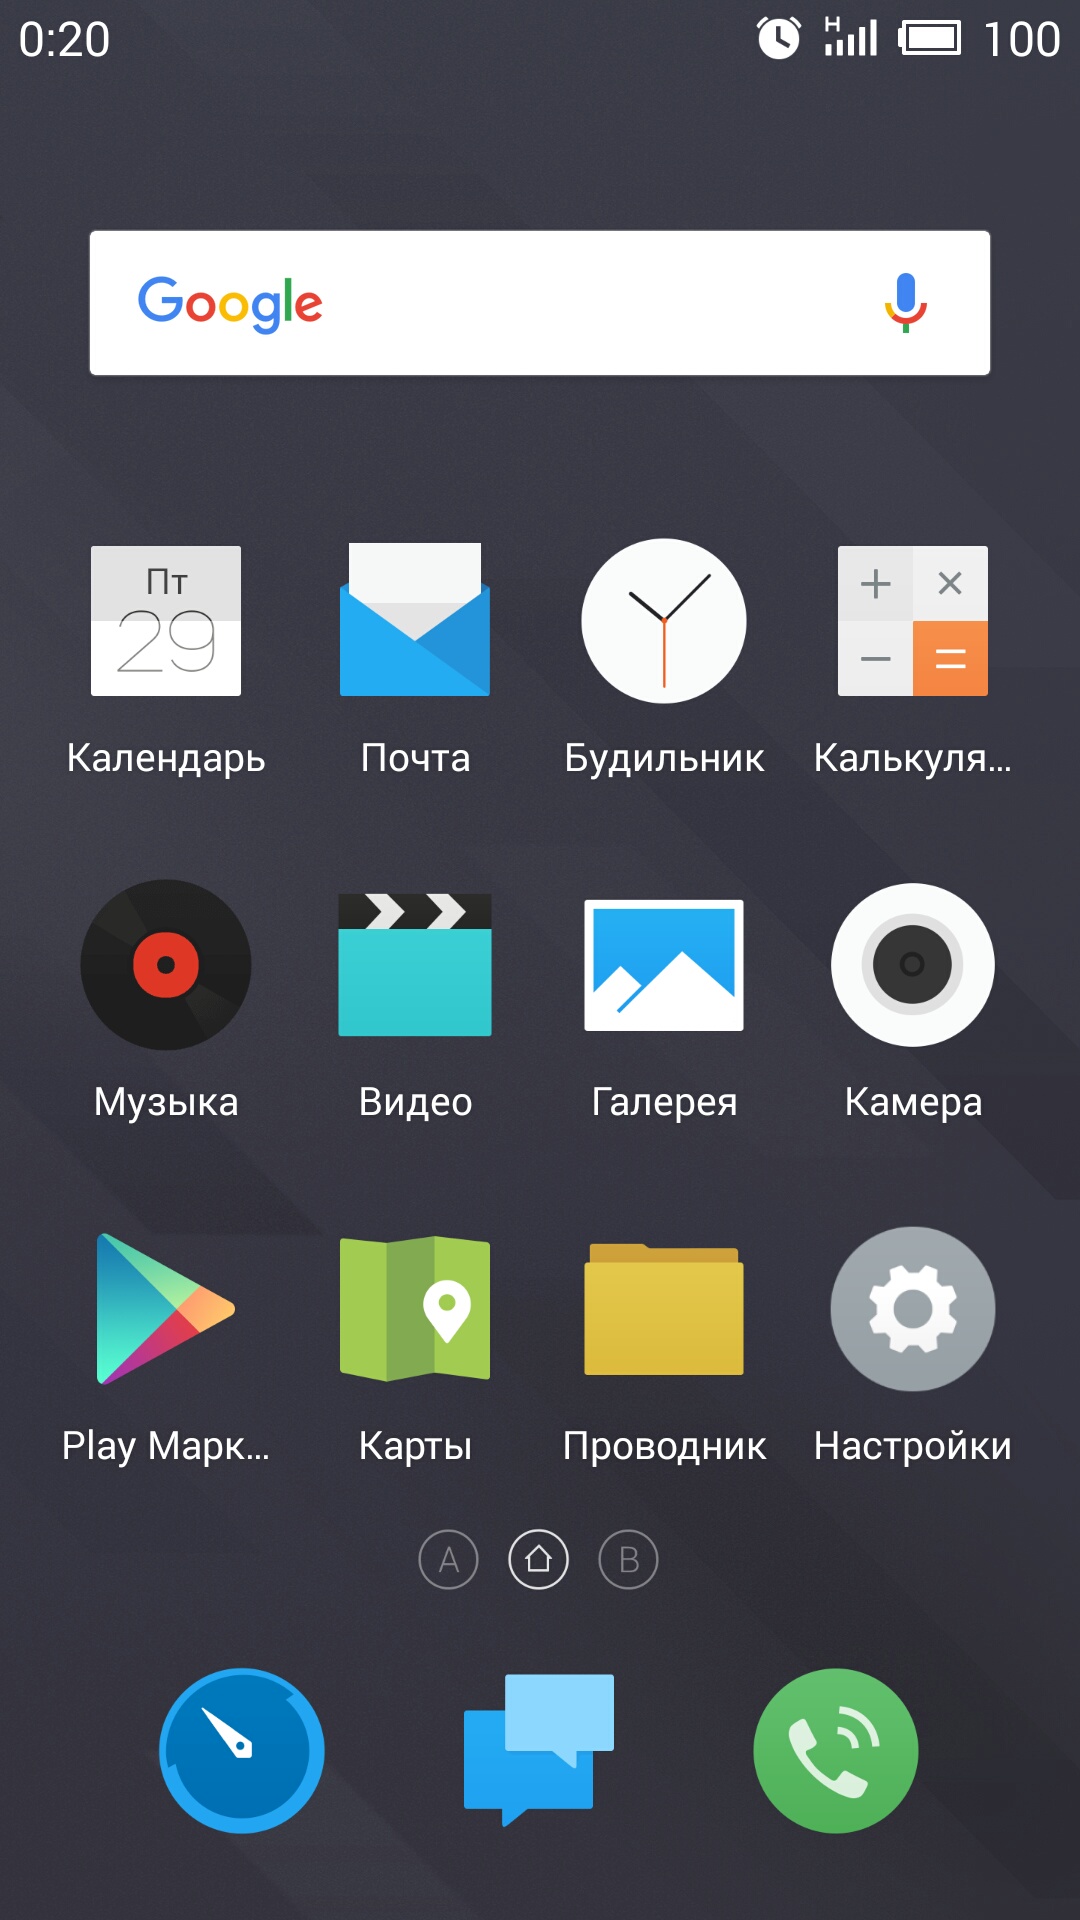 0:20 H 100
Google
Пт
29
Календарь Почта Будильник Калькуля...
Музыка Видео Галерея Камера
Play Марк... Карты Проводник Настройки
A B